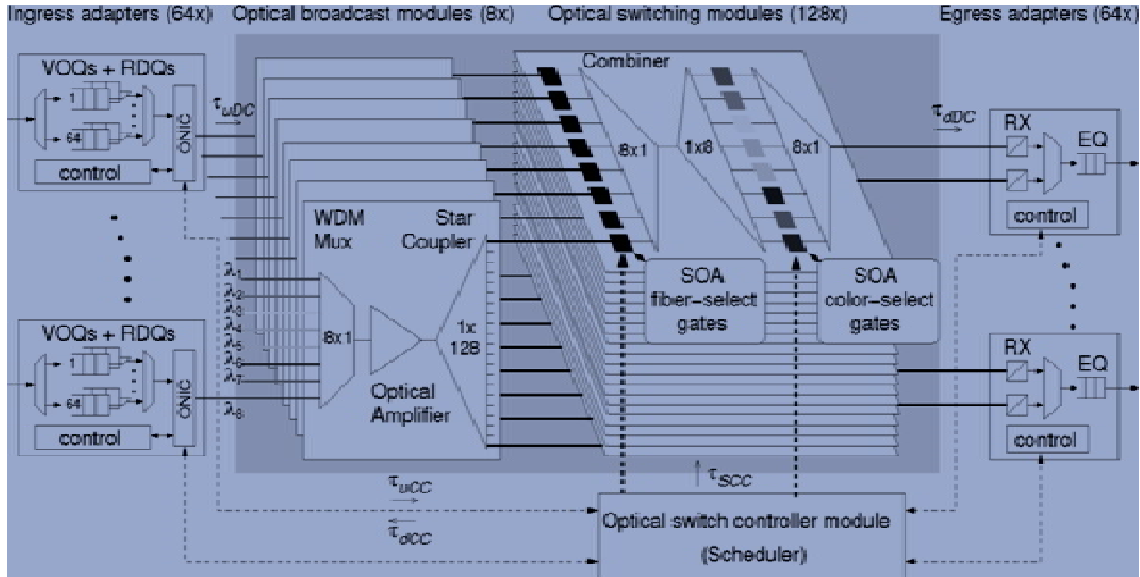 Ingress adapters (64x) Optical broadcast modules (8x) Optical switching modules (128x) Egress adapters (64x)
VOQs + RDQs
1
64
ONIC
control
τuDC
Combiner
8x1
1x8
8x1
τdDC
RX
EQ
control
WDM
Mux
Star
Coupler
λ1
λ2
λ3
λ4
λ5
λ6
λ7
λ8
8x1
1x
128
Optical
Amplifier
SOA
fiber-select
gates
SOA
color-select
gates
VOQs + RDQs
1
64
ONIC
control
RX
EQ
control
τuCC
τdCC
τSCC
Optical switch controller module
(Scheduler)